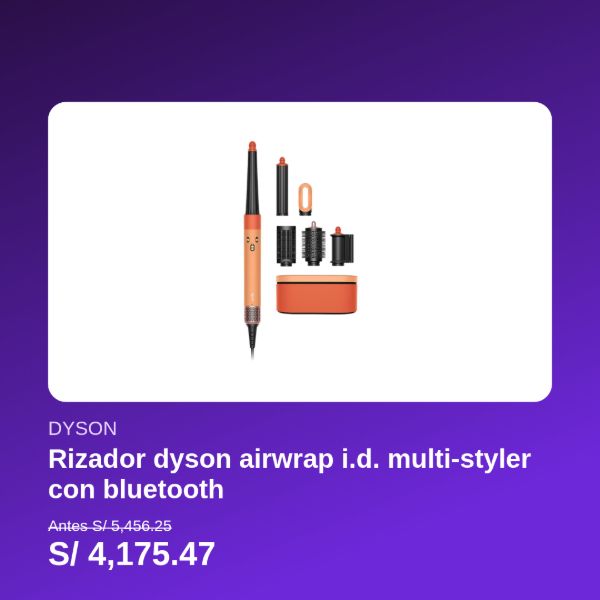 DYSON
Rizador dyson airwrap i.d. multi-styler
con bluetooth
Antes S/ 5,456.25
S/ 4,175.47